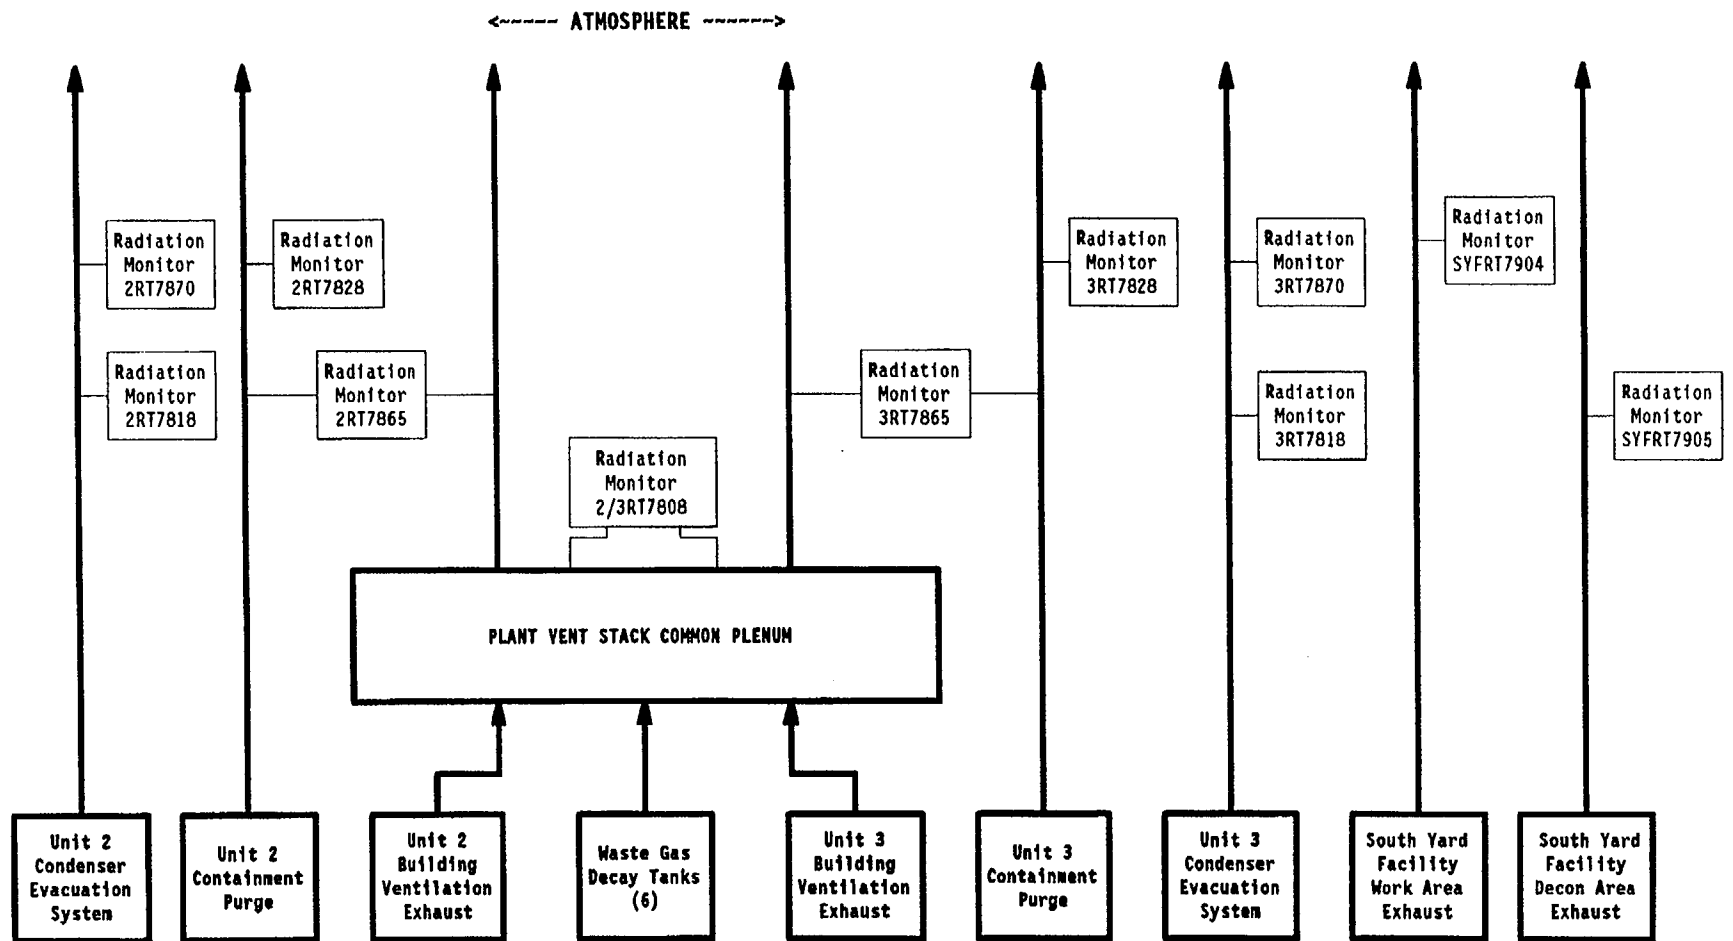 <----- ATMOSPHERE ------>
Radiation
Monitor
2RT7870
Radiation
Monitor
2RT7828
Radiation
Monitor
3RT7828
Radiation
Monitor
3RT7870
Radiation
Monitor
SYFRT7904
Radiation
Monitor
2RT7818
Radiation
Monitor
2RT7865
Radiation
Monitor
3RT7865
Radiation
Monitor
3RT7818
Radiation
Monitor
SYFRT7905
Radiation
Monitor
2/3RT7808
PLANT VENT STACK COMMON PLENUM
Unit 2
Condenser
Evacuation
System
Unit 2
Containment
Purge
Unit 2
Building
Ventilation
Exhaust
Waste Gas
Decay Tanks
(6)
Unit 3
Building
Ventilation
Exhaust
Unit 3
Containment
Purge
Unit 3
Condenser
Evacuation
System
South Yard
Facility
Work Area
Exhaust
South Yard
Facility
Decon Area
Exhaust